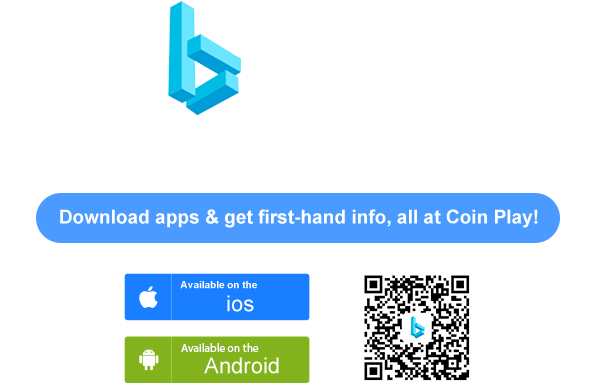 Download apps & get first-hand info, all at Coin Play!
Available on the
ios
Available on the
Android